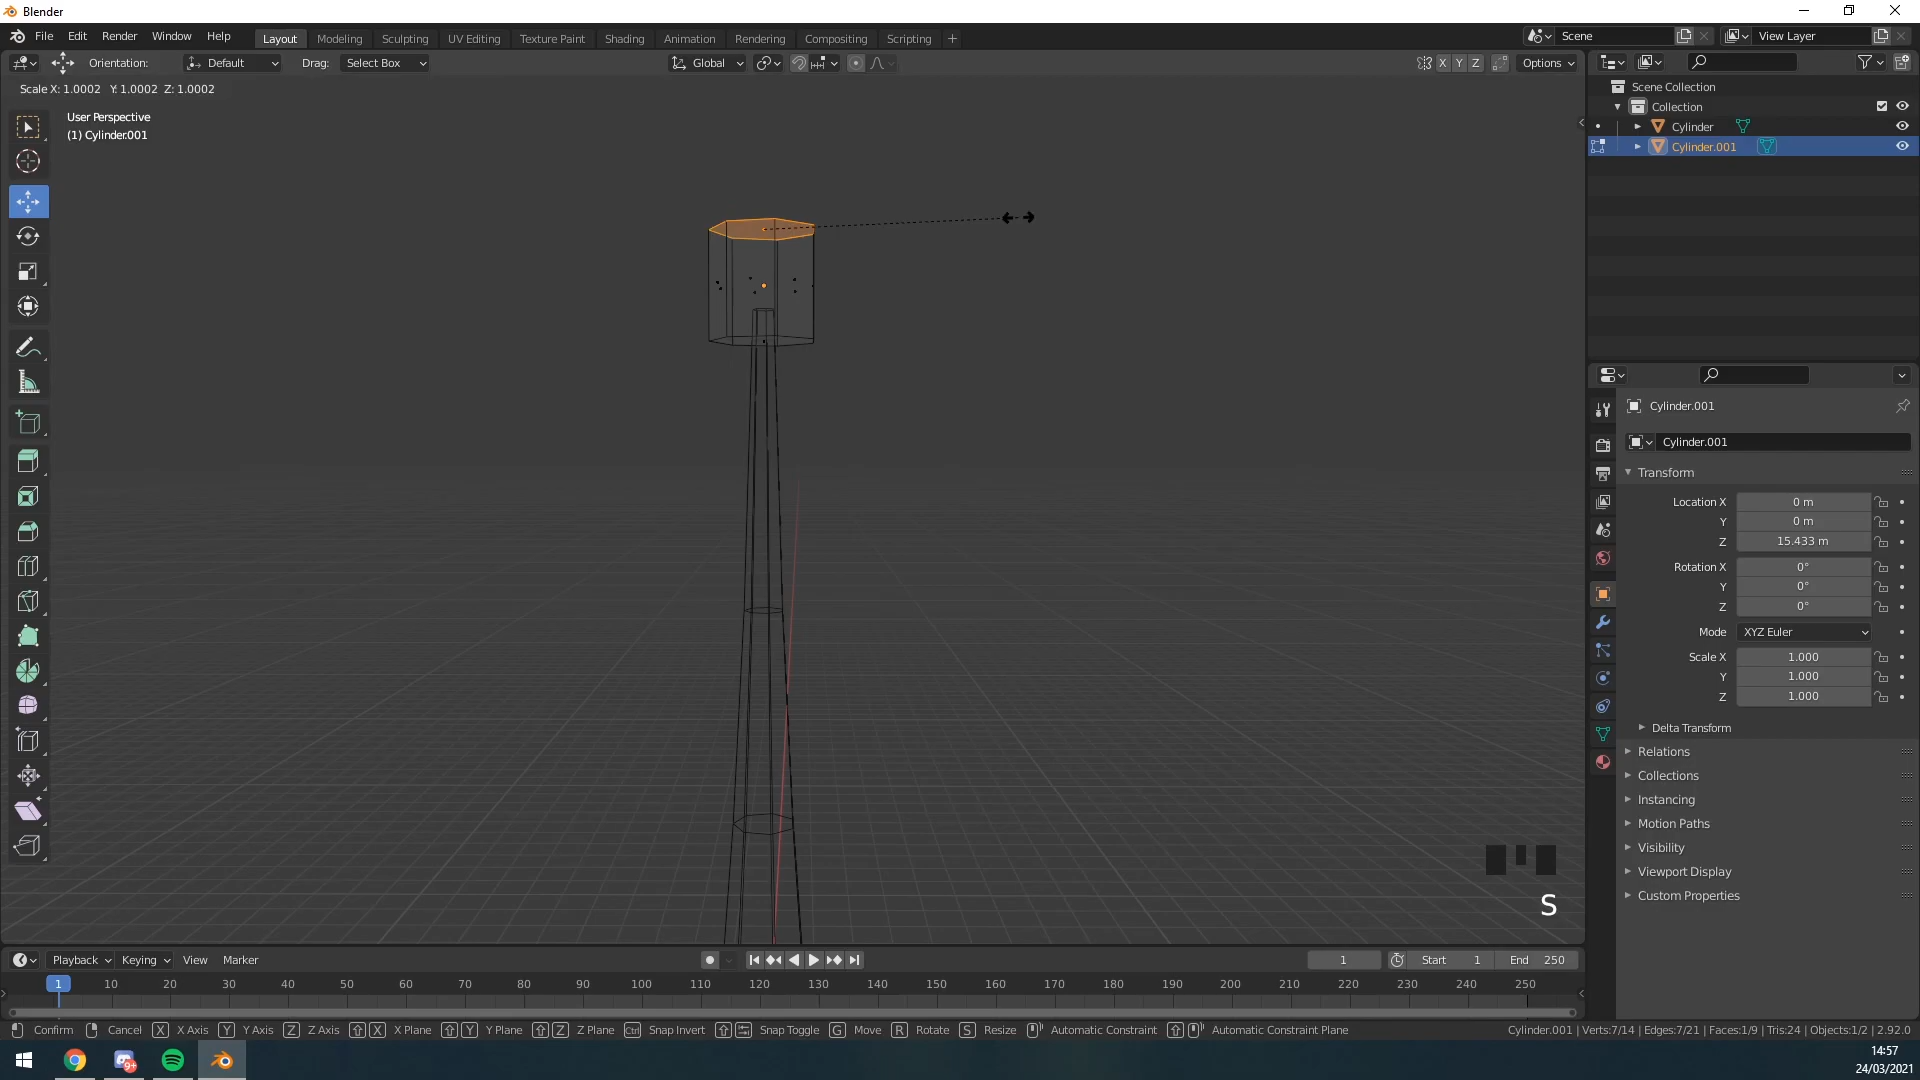 Blender
File Edit Render Window Help
Layout Modeling Sculpting UV Editing Texture Paint Shading Animation Rendering Compositing Scripting +
Scene
View Layer
Orientation: Default Drag: Select Box
Global
X Y Z Options
Scale X: 1.0002 Y: 1.0002 Z: 1.0002
User Perspective
(1) Cylinder.001
Scene Collection
Collection
Cylinder
Cylinder.001
Cylinder.001
Cylinder.001
Transform
Location X 0 m
Y 0 m
Z 15.433 m
Rotation X 0°
Y 0°
Z 0°
Mode XYZ Euler
Scale X 1.000
Y 1.000
Z 1.000
Delta Transform
Relations
Collections
Instancing
Motion Paths
Visibility
Viewport Display
Custom Properties
S
Playback Keying View Marker
1 Start 1 End 250
1 10 20 30 40 50 60 70 80 90 100 110 120 130 140 150 160 170 180 190 200 210 220 230 240 250
Confirm Cancel X X Axis Y Y Axis Z Z Axis X X Plane Y Y Plane Z Z Plane Ctrl Snap Invert Snap Toggle G Move R Rotate S Resize Automatic Constraint Automatic Constraint Plane
Cylinder.001 | Verts:7/14 | Edges:7/21 | Faces:1/9 | Tris:24 | Objects:1/2 | 2.92.0
9+
14:57
24/03/2021